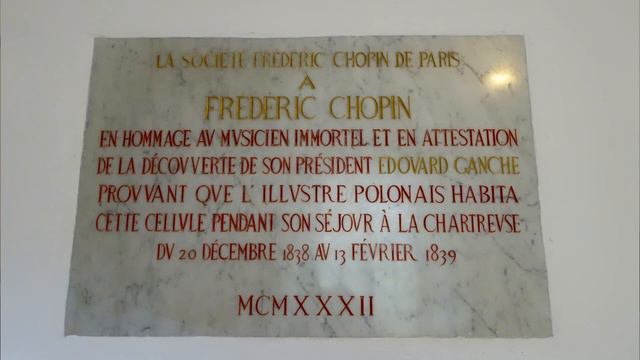 LA SOCIÉTÉ FRÉDÉRIC CHOPIN DE PARIS
A
FRÉDÉRIC CHOPIN
EN HOMMAGE AV MVSICIEN IMMORTEL ET EN ATTESTATION
DE LA DÉCOVVERTE DE SON PRÉSIDENT EDOVARD GANCHE
PROVVANT QVE L'ILLVSTRE POLONAIS HABITA
CETTE CELLVLE PENDANT SON SÉJOVR À LA CHARTREVSE
DV 20 DÉCEMBRE 1838 AV 13 FÉVRIER 1839
MCMXXXII